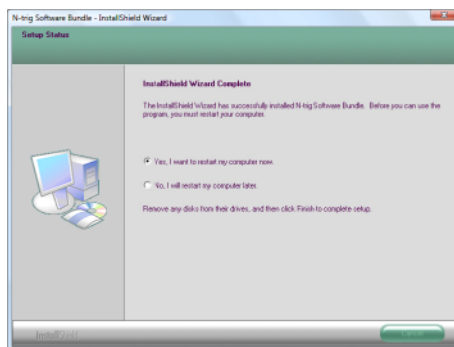 N-trig Software Bundle - InstallShield Wizard
Setup Status
InstallShield Wizard Complete
The InstallShield Wizard has successfully installed N-trig Software Bundle. Before you can use the
program, you must restart your computer.
Yes, I want to restart my computer now.
No, I will restart my computer later.
Remove any disks from their drives, and then click Finish to complete setup.
InstallShield